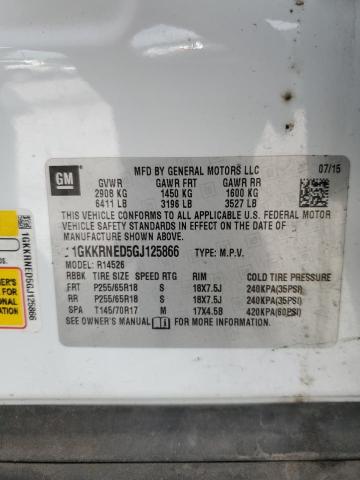 GM
MFD BY GENERAL MOTORS LLC 07/15
GVWR GAWR FRT GAWR RR
2908 KG 1450 KG 1600 KG
6411 LB 3196 LB 3527 LB
THIS VEHICLE CONFORMS TO ALL APPLICABLE U.S. FEDERAL MOTOR
VEHICLE SAFETY STANDARDS IN EFFECT ON THE DATE OF
MANUFACTURE SHOWN ABOVE.
1GKKRNED5GJ125866 TYPE: M.P.V.
MODEL: R14526
RBBK TIRE SIZE SPEED RTG RIM COLD TIRE PRESSURE
FRT P255/65R18 S 18X7.5J 240KPA(35PSI)
RR P255/65R18 S 18X7.5J 240KPA(35PSI)
SPA T145/70R17 M 17X4.5B 420KPA(60PSI)
SEE OWNER'S MANUAL FOR MORE INFORMATION.
1GKKRNED5GJ125866